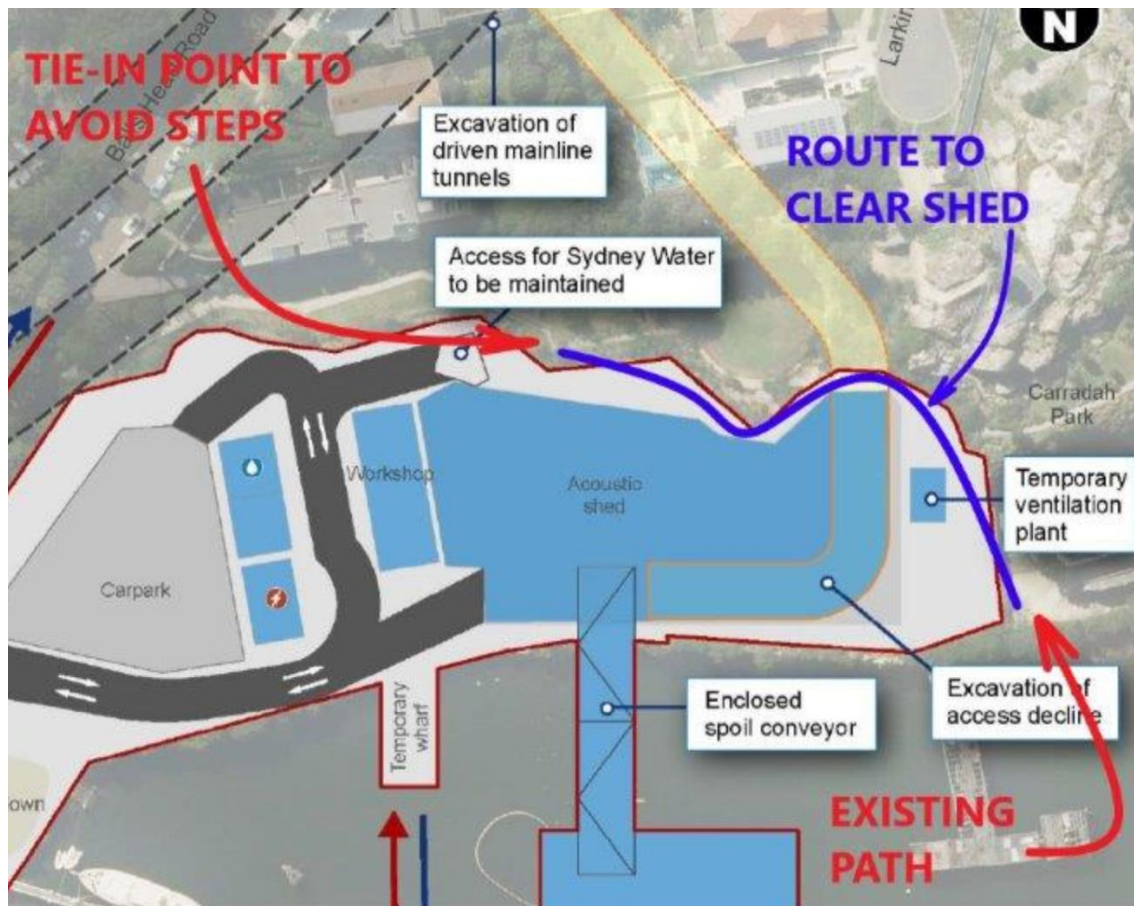 N
TIE-IN POINT TO
AVOID STEPS
Excavation of
driven mainline
tunnels
Larkin
ROUTE TO
CLEAR SHED
Access for Sydney Water
to be maintained
Carradah
Park
Workshop
Acoustic
shed
Temporary
ventilation
plant
Carpark
Enclosed
spoil conveyor
Excavation of
access decline
Temporary
wharf
own
EXISTING
PATH